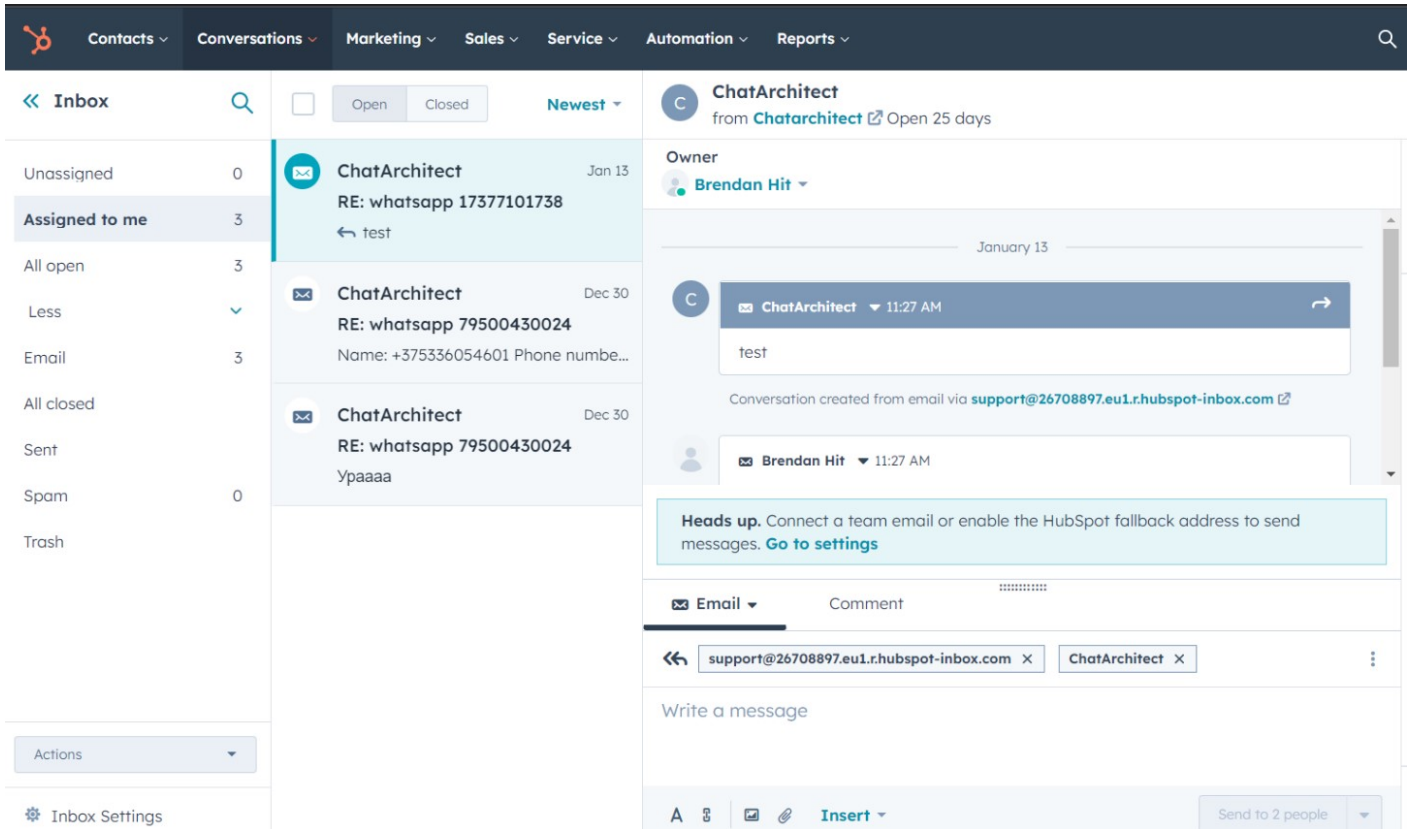 Contacts Conversations Marketing Sales Service Automation Reports
Inbox
Unassigned 0
Assigned to me 3
All open 3
Less
Email 3
All closed
Sent
Spam 0
Trash
Actions
Inbox Settings
Open Closed Newest
ChatArchitect Jan 13
RE: whatsapp 17377101738
test
ChatArchitect Dec 30
RE: whatsapp 79500430024
Name: +375336054601 Phone numbe...
ChatArchitect Dec 30
RE: whatsapp 79500430024
Ураааа
C ChatArchitect
from Chatarchitect Open 25 days
Owner
Brendan Hit
January 13
C ChatArchitect 11:27 AM
test
Conversation created from email via support@26708897.eu1.r.hubspot-inbox.com
Brendan Hit 11:27 AM
Heads up. Connect a team email or enable the HubSpot fallback address to send
messages. Go to settings
Email Comment
support@26708897.eu1.r.hubspot-inbox.com ChatArchitect
Write a message
A Insert Send to 2 people